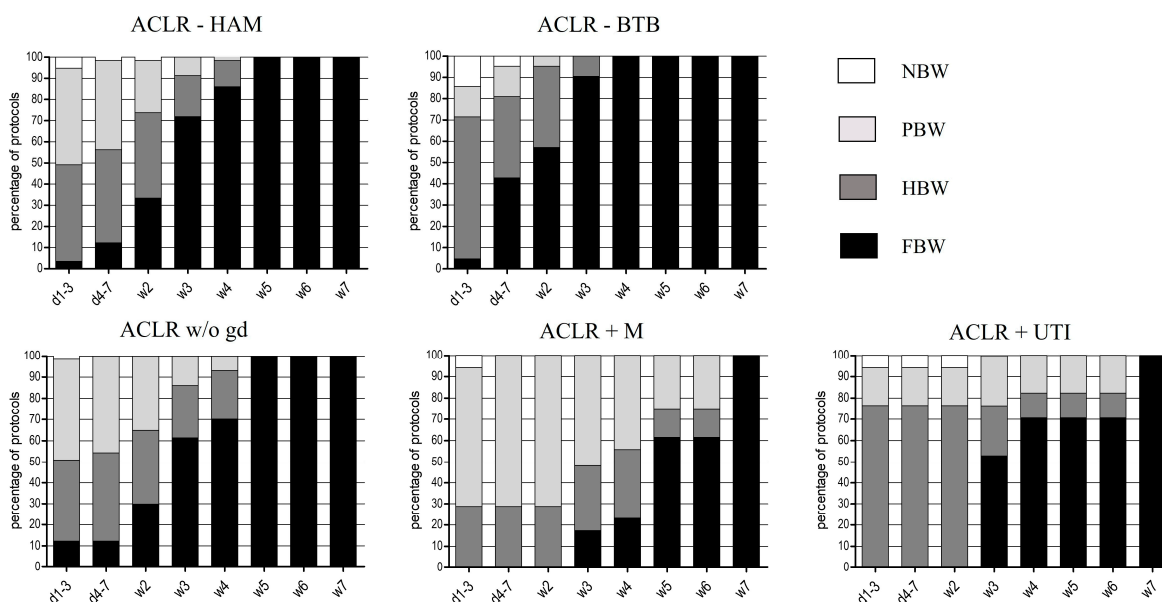 ACLR - HAM
percentage of protocols
100
90
80
70
60
50
40
30
20
10
0
d1-3
d4-7
w2
w3
w4
w5
w6
w7
ACLR - BTB
percentage of protocols
100
90
80
70
60
50
40
30
20
10
0
d1-3
d4-7
w2
w3
w4
w5
w6
w7
NBW
PBW
HBW
FBW
ACLR w/o gd
percentage of protocols
100
90
80
70
60
50
40
30
20
10
0
d1-3
d4-7
w2
w3
w4
w5
w6
w7
ACLR + M
percentage of protocols
100
90
80
70
60
50
40
30
20
10
0
d1-3
d4-7
w2
w3
w4
w5
w6
w7
ACLR + UTI
percentage of protocols
100
90
80
70
60
50
40
30
20
10
0
d1-3
d4-7
w2
w3
w4
w5
w6
w7